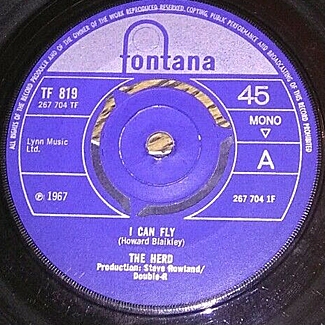 ALL RIGHTS OF THE RECORD PRODUCER AND OF THE OWNER OF THE WORK REPRODUCED RESERVED. COPYING, PUBLIC PERFORMANCE AND BROADCASTING OF THIS RECORD PROHIBITED
fontana
TF 819
267 704 TF
45
MONO
Lynn Music
Ltd.
A
℗ 1967
267 704 1F
I CAN FLY
(Howard Blaikley)
THE HERD
Production: Steve Rowland/
Double-R